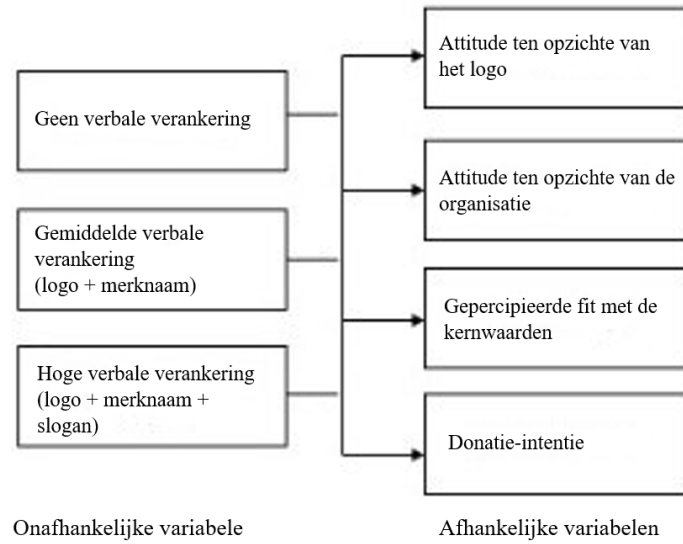 Geen verbale verankering
Gemiddelde verbale
verankering
(logo + merknaam)
Hoge verbale verankering
(logo + merknaam +
slogan)
Onafhankelijke variabele
Attitude ten opzichte van
het logo
Attitude ten opzichte van de
organisatie
Gepercipieerde fit met de
kernwaarden
Donatie-intentie
Afhankelijke variabelen